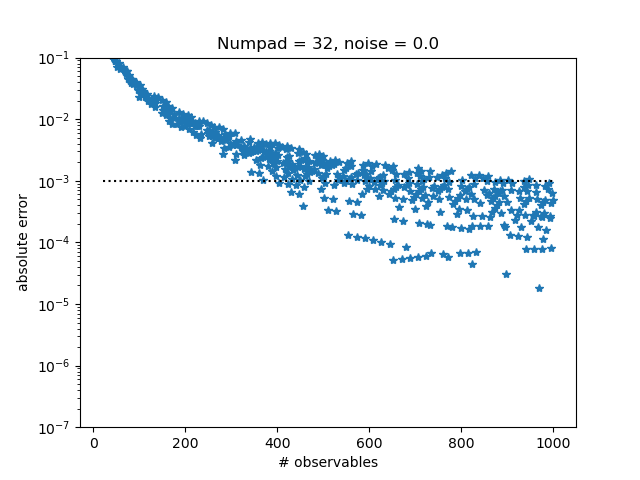 Numpad = 32, noise = 0.0
absolute error
10⁻¹
10⁻²
10⁻³
10⁻⁴
10⁻⁵
10⁻⁶
10⁻⁷
0 200 400 600 800 1000
# observables